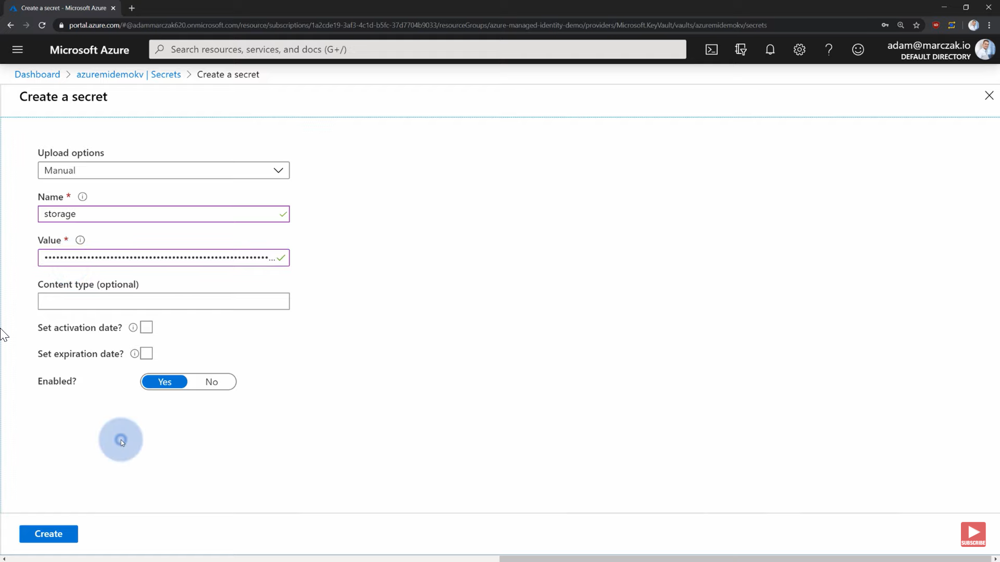 Create a secret - Microsoft Azure
portal.azure.com/#@adammarczak620.onmicrosoft.com/resource/subscriptions/1a2cde19-3af3-4c1d-b5fc-37d7704b9033/resourceGroups/azure-managed-identity-demo/providers/Microsoft.KeyVault/vaults/azuremidemokv/secrets
Microsoft Azure
Search resources, services, and docs (G+/)
adam@marczak.io
DEFAULT DIRECTORY
Dashboard > azuremidemokv | Secrets > Create a secret
Create a secret
Upload options
Manual
Name *
storage
Value *
Content type (optional)
Set activation date?
Set expiration date?
Enabled?
Yes No
Create
SUBSCRIBE